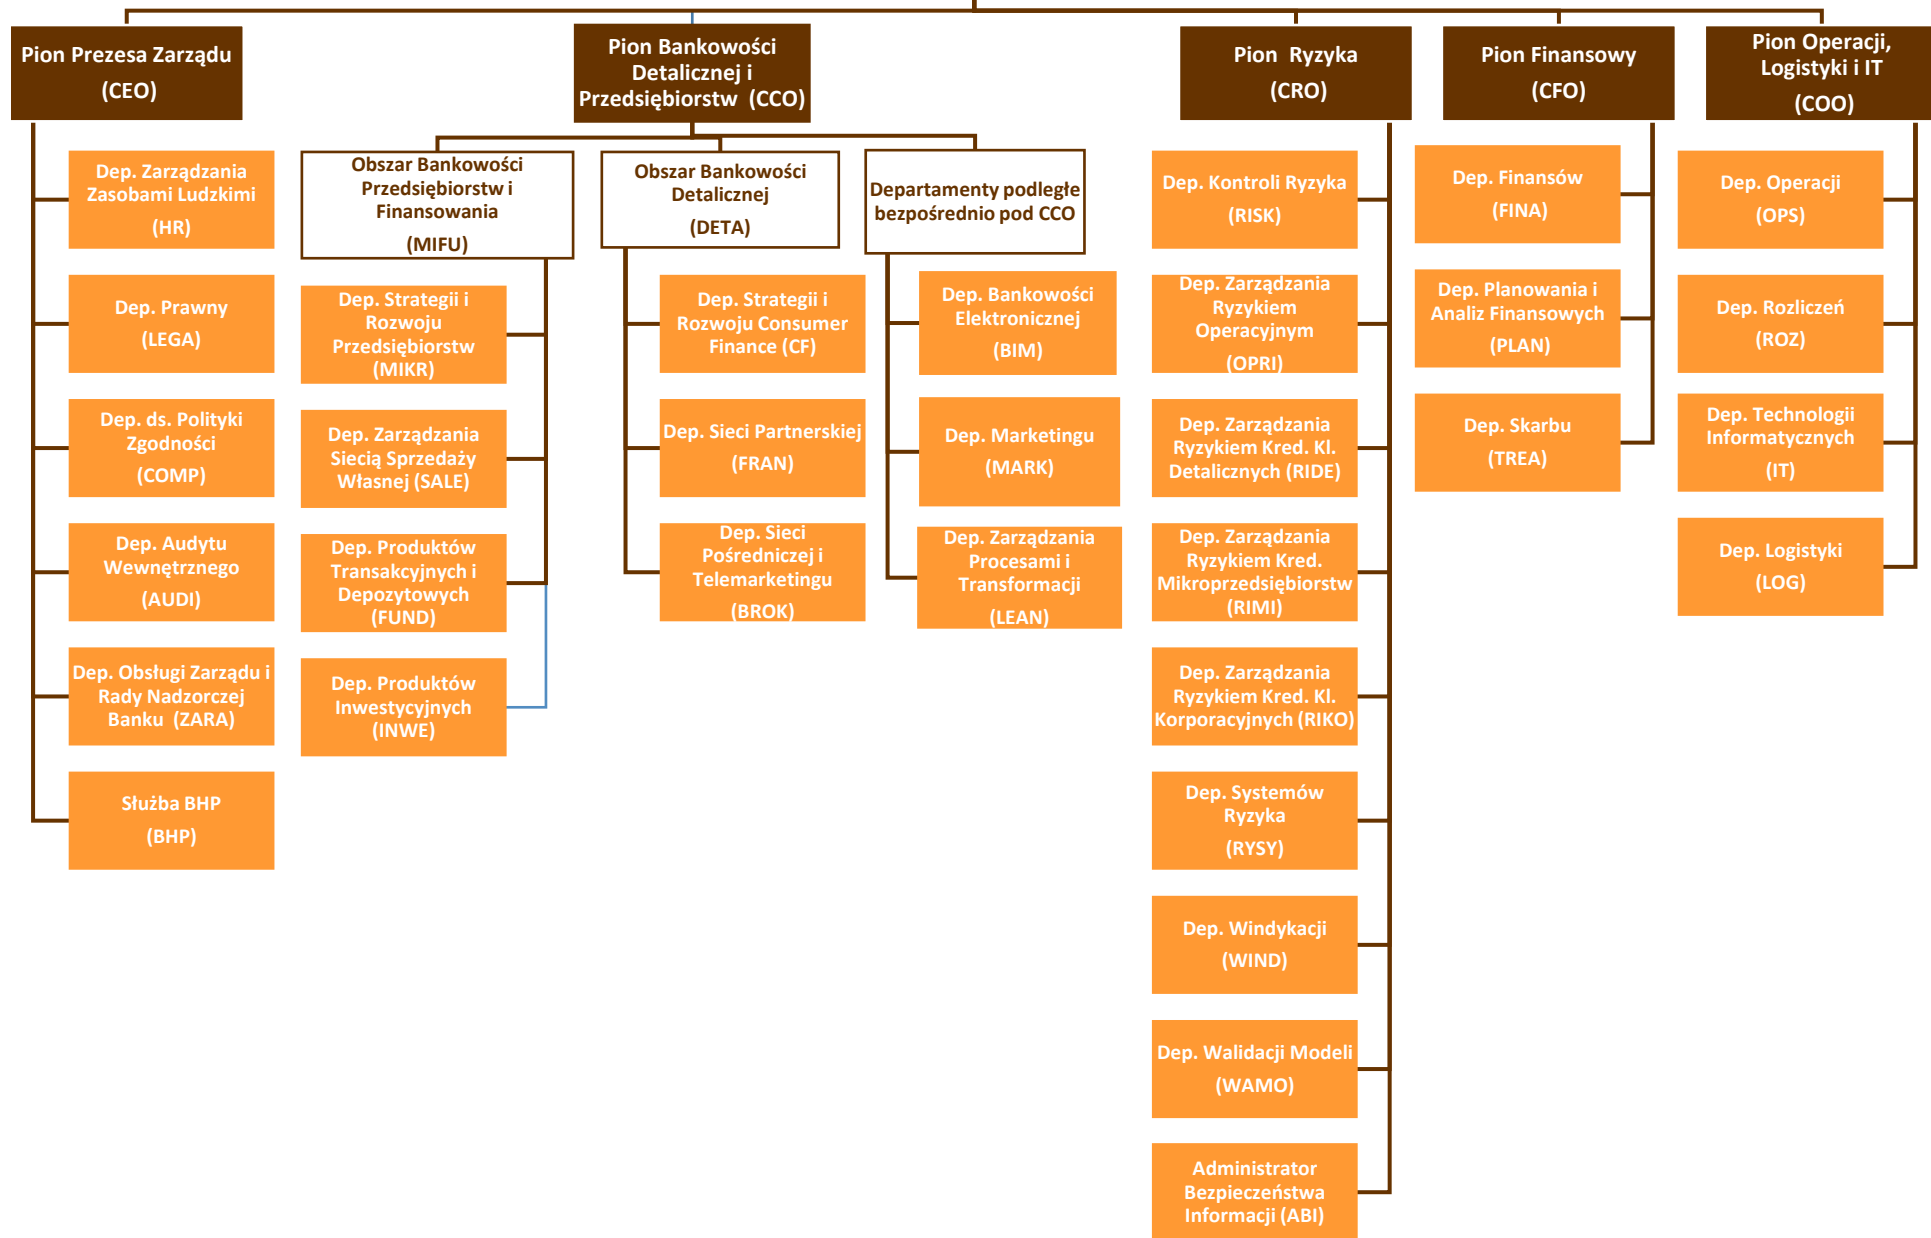 Pion Prezesa Zarządu
(CEO)
Pion Bankowości
Detalicznej i
Przedsiębiorstw (CCO)
Pion Ryzyka
(CRO)
Pion Finansowy
(CFO)
Pion Operacji,
Logistyki i IT
(COO)
Dep. Zarządzania
Zasobami Ludzkimi
(HR)
Dep. Prawny
(LEGA)
Dep. ds. Polityki
Zgodności
(COMP)
Dep. Audytu
Wewnętrznego
(AUDI)
Dep. Obsługi Zarządu i
Rady Nadzorczej
Banku (ZARA)
Służba BHP
(BHP)
Obszar Bankowości
Przedsiębiorstw i
Finansowania
(MIFU)
Dep. Strategii i
Rozwoju
Przedsiębiorstw
(MIKR)
Dep. Zarządzania
Siecią Sprzedaży
Własnej (SALE)
Dep. Produktów
Transakcyjnych i
Depozytowych
(FUND)
Dep. Produktów
Inwestycyjnych
(INWE)
Obszar Bankowości
Detalicznej
(DETA)
Dep. Strategii i
Rozwoju Consumer
Finance (CF)
Dep. Sieci Partnerskiej
(FRAN)
Dep. Sieci
Pośredniczej i
Telemarketingu
(BROK)
Departamenty podległe
bezpośrednio pod CCO
Dep. Bankowości
Elektronicznej
(BIM)
Dep. Marketingu
(MARK)
Dep. Zarządzania
Procesami i
Transformacji
(LEAN)
Dep. Kontroli Ryzyka
(RISK)
Dep. Zarządzania
Ryzykiem
Operacyjnym
(OPRI)
Dep. Zarządzania
Ryzykiem Kred. Kl.
Detalicznych (RIDE)
Dep. Zarządzania
Ryzykiem Kred.
Mikroprzedsiębiorstw
(RIMI)
Dep. Zarządzania
Ryzykiem Kred. Kl.
Korporacyjnych (RIKO)
Dep. Systemów
Ryzyka
(RYSY)
Dep. Windykacji
(WIND)
Dep. Walidacji Modeli
(WAMO)
Administrator
Bezpieczeństwa
Informacji (ABI)
Dep. Finansów
(FINA)
Dep. Planowania i
Analiz Finansowych
(PLAN)
Dep. Skarbu
(TREA)
Dep. Operacji
(OPS)
Dep. Rozliczeń
(ROZ)
Dep. Technologii
Informatycznych
(IT)
Dep. Logistyki
(LOG)